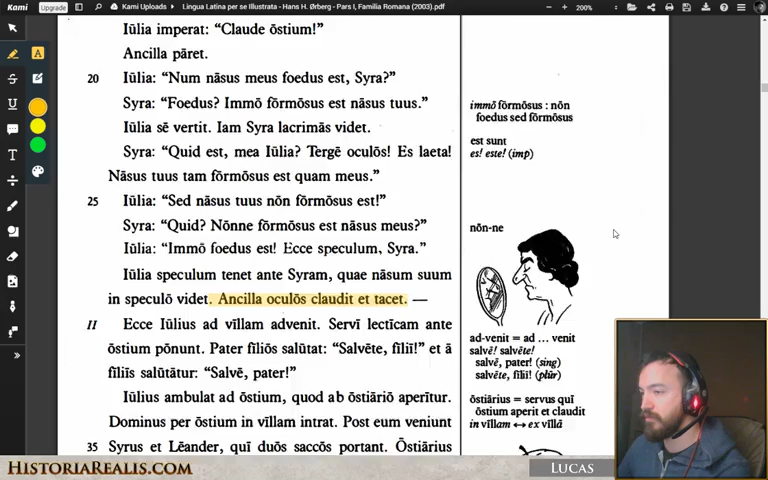 Kami
Upgrade
Kami Uploads > Lingua Latina per se Illustrata - Hans H. Ørberg - Pars I, Familia Romana (2003).pdf
200%
Iūlia imperat: “Claude ōstium!”
Ancilla pāret.
20 Iūlia: “Num nāsus meus foedus est, Syra?”
Syra: “Foedus? Immō fōrmōsus est nāsus tuus.”
Iūlia sē vertit. Iam Syra lacrimās videt.
Syra: “Quid est, mea Iūlia? Tergē oculōs! Es laeta!
Nāsus tuus tam fōrmōsus est quam meus.”
25 Iūlia: “Sed nāsus tuus nōn fōrmōsus est!”
Syra: “Quid? Nōnne fōrmōsus est nāsus meus?”
Iūlia: “Immō foedus est! Ecce speculum, Syra.”
Iūlia speculum tenet ante Syram, quae nāsum suum
in speculō videt. Ancilla oculōs claudit et tacet. —
II Ecce Iūlius ad vīllam advenit. Servī lectīcam ante
ōstium pōnunt. Pater fīliōs salūtat: “Salvēte, fīliī!” et ā
fīliīs salūtātur: “Salvē, pater!”
Iūlius ambulat ad ōstium, quod ab ōstiāriō aperītur.
Dominus per ōstium in vīllam intrat. Post eum veniunt
35 Syrus et Lēander, quī duōs saccōs portant. Ōstiārius
immō fōrmōsus : nōn
foedus sed fōrmōsus
est sunt
es! este! (imp)
nōn-ne
ad-venit = ad ... venit
salvē! salvēte!
salvē, pater! (sing)
salvēte, fīliī! (plūr)
ōstiārius = servus quī
ōstium aperit et claudit
in vīllam ↔ ex vīllā
HISTORIAREALIS.COM
LUCAS